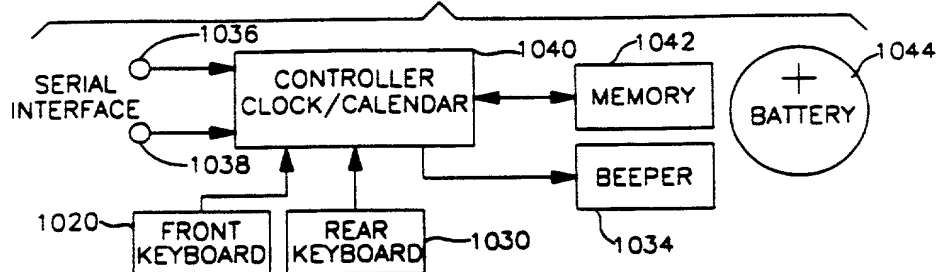 1036
1040
1042
1044
SERIAL
INTERFACE
CONTROLLER
CLOCK/CALENDAR
MEMORY
BATTERY
1038
BEEPER
1020
FRONT
KEYBOARD
REAR
KEYBOARD
1030
1034